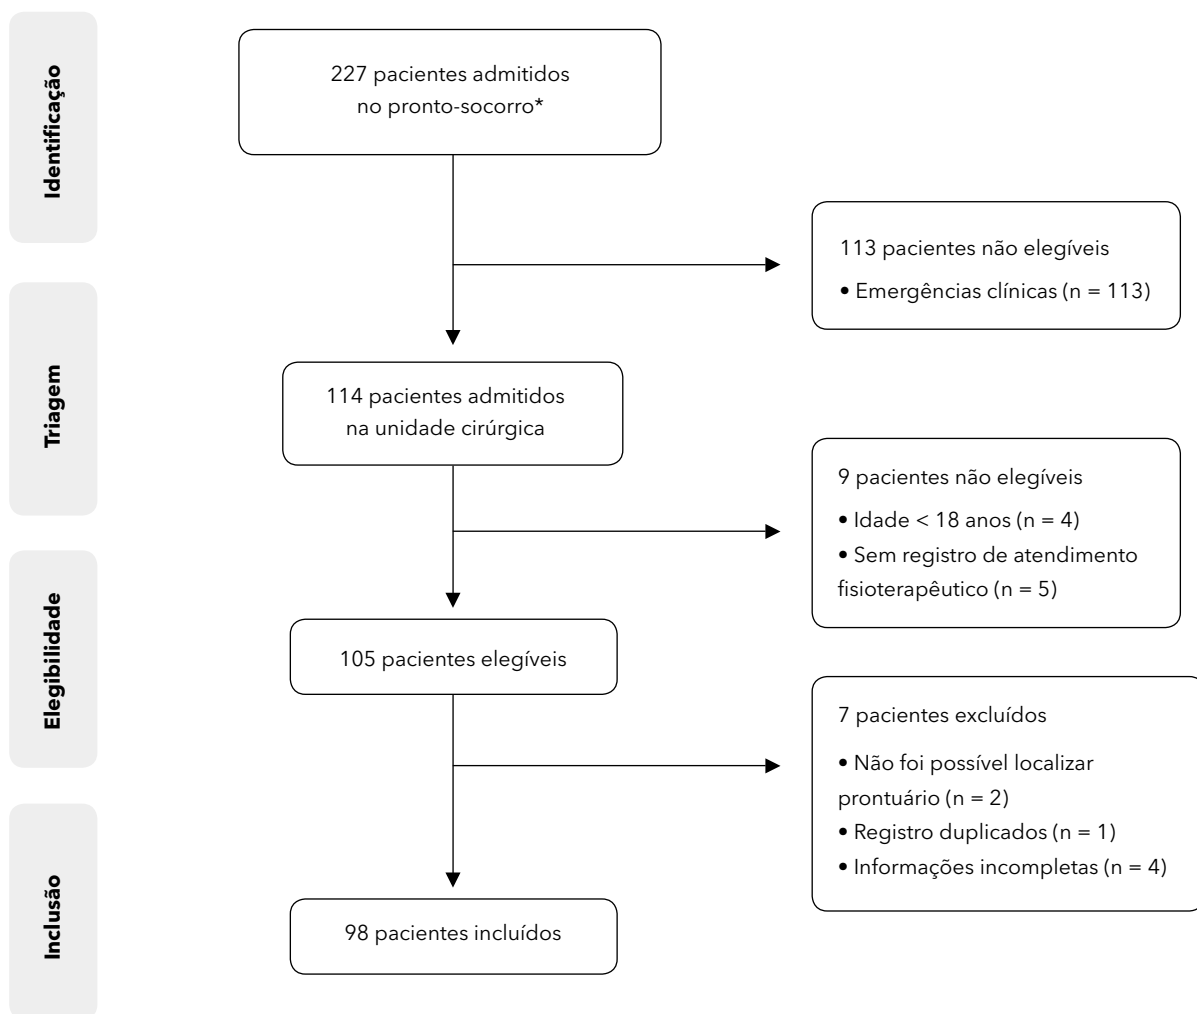 Identificação
227 pacientes admitidos
no pronto-socorro*
113 pacientes não elegíveis
• Emergências clínicas (n = 113)
Triagem
114 pacientes admitidos
na unidade cirúrgica
9 pacientes não elegíveis
• Idade < 18 anos (n = 4)
• Sem registro de atendimento
fisioterapêutico (n = 5)
Elegibilidade
105 pacientes elegíveis
7 pacientes excluídos
• Não foi possível localizar
prontuário (n = 2)
• Registro duplicados (n = 1)
• Informações incompletas (n = 4)
Inclusão
98 pacientes incluídos